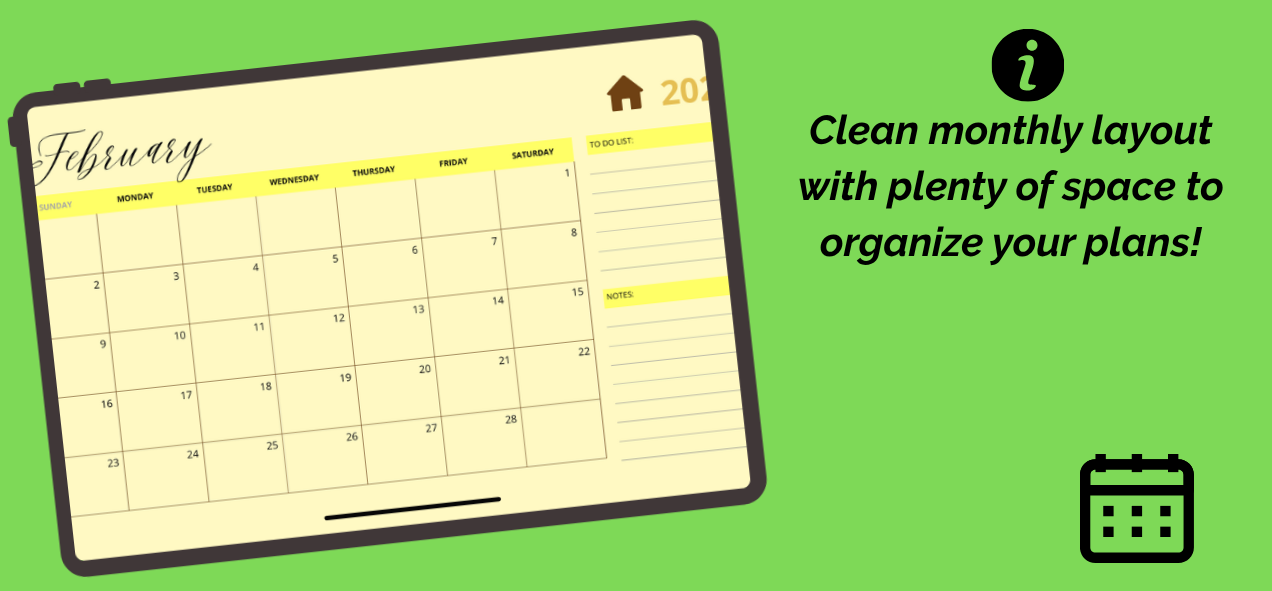 February
202
SUNDAY MONDAY TUESDAY WEDNESDAY THURSDAY FRIDAY SATURDAY
1
2 3 4 5 6 7 8
9 10 11 12 13 14 15
16 17 18 19 20 21 22
23 24 25 26 27 28
TO DO LIST:
NOTES:
i
Clean monthly layout
with plenty of space to
organize your plans!